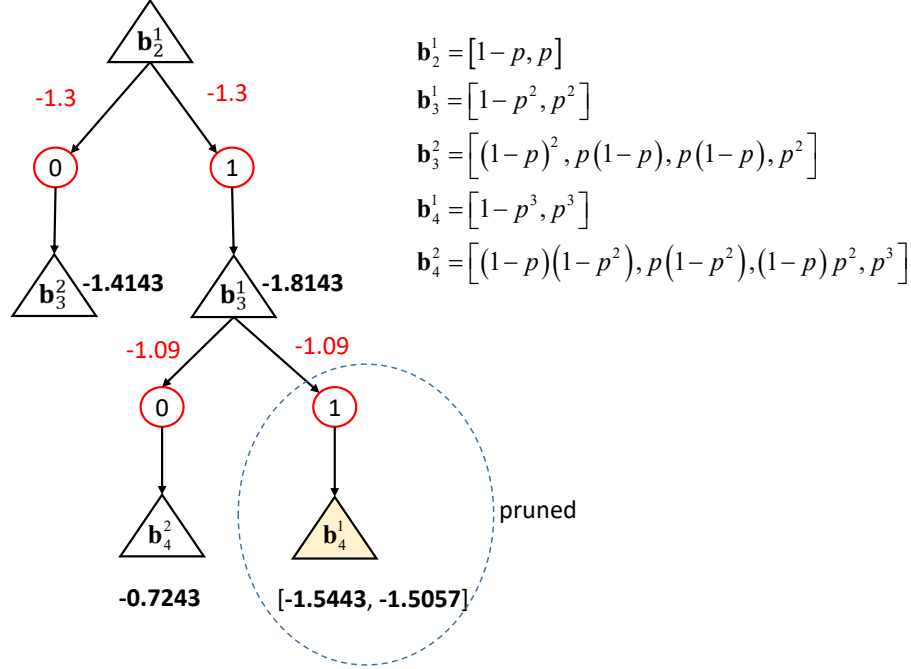 𝐛₂¹
-1.3 -1.3
0 1
𝐛₃² -1.4143 𝐛₃¹ -1.8143
-1.09 -1.09
0 1
pruned
𝐛₄² 𝐛₄¹
-0.7243 [-1.5443, -1.5057]
𝐛₂¹ = [1− p, p]
𝐛₃¹ = [1− p², p²]
𝐛₃² = [(1− p)², p(1− p), p(1− p), p²]
𝐛₄¹ = [1− p³, p³]
𝐛₄² = [(1− p)(1− p²), p(1− p²),(1− p) p², p³]